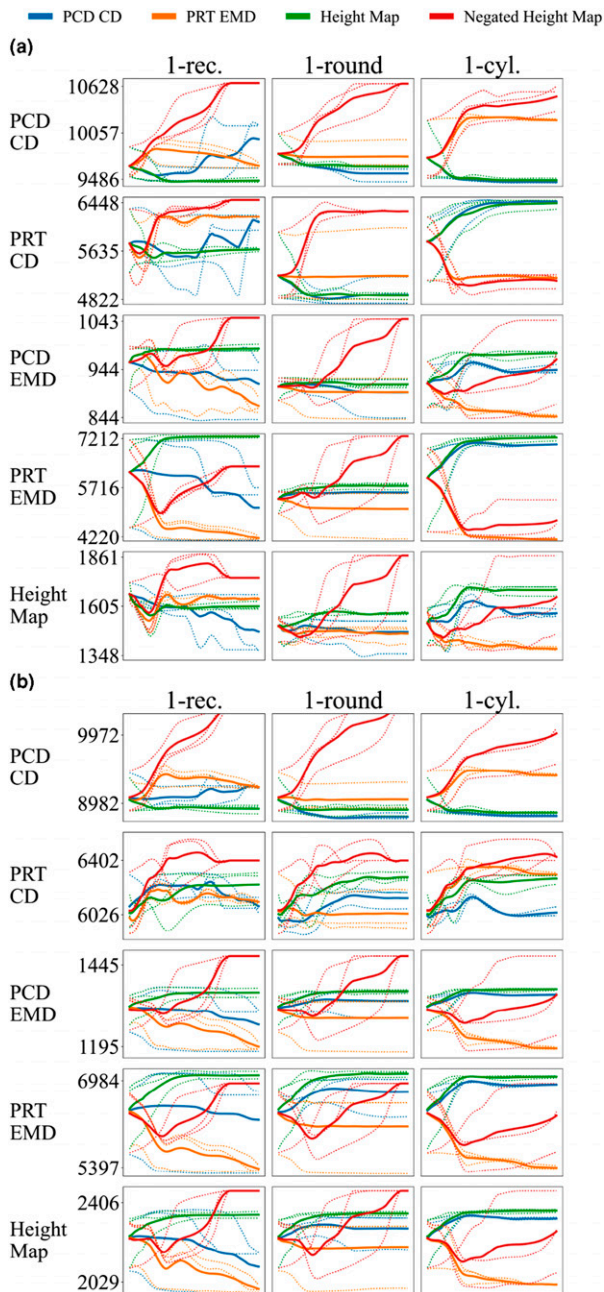 PCD CD PRT EMD Height Map Negated Height Map
(a)
1-rec. 1-round 1-cyl.
PCD CD 10628 10057 9486
PRT CD 6448 5635 4822
PCD EMD 1043 944 844
PRT EMD 7212 5716 4220
Height Map 1861 1605 1348
(b)
1-rec. 1-round 1-cyl.
PCD CD 9972 8982
PRT CD 6402 6026
PCD EMD 1445 1195
PRT EMD 6984 5397
Height Map 2406 2029